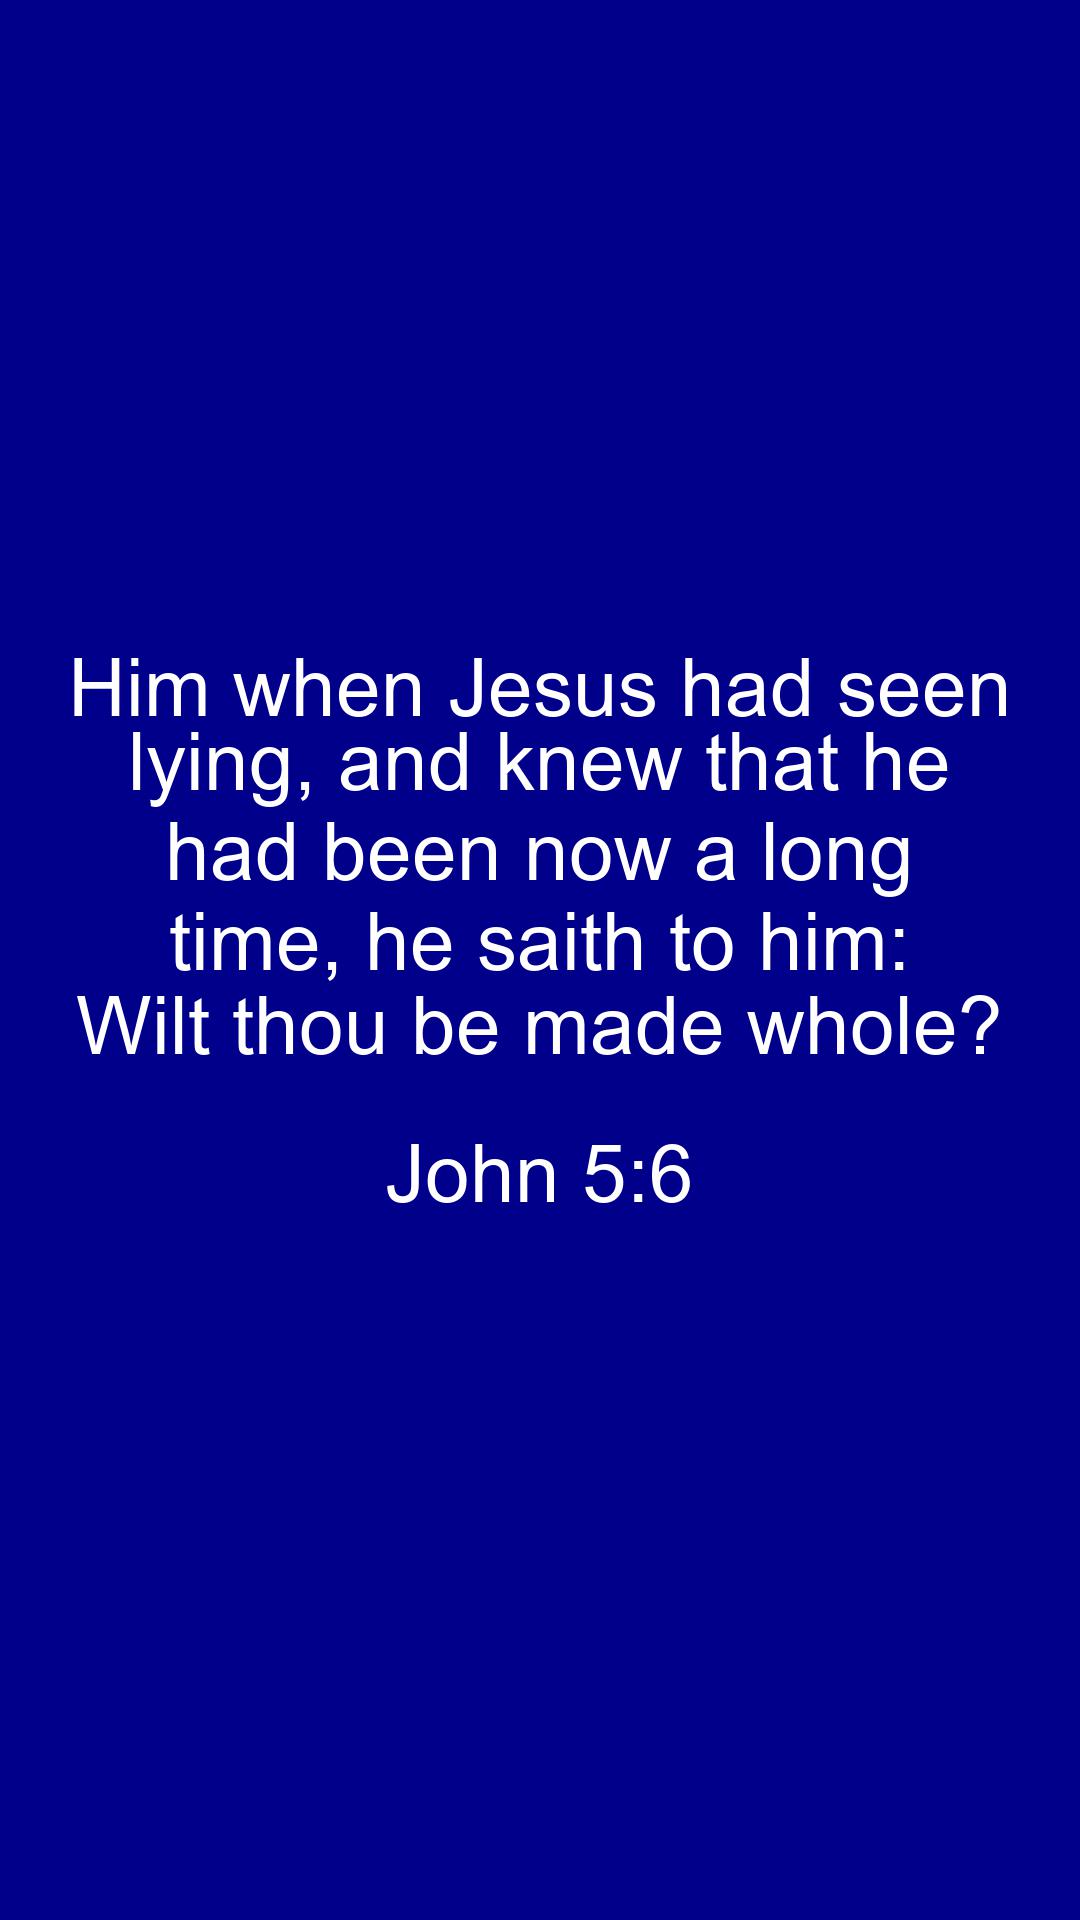 Him when Jesus had seen
lying, and knew that he
had been now a long
time, he saith to him:
Wilt thou be made whole?
John 5:6